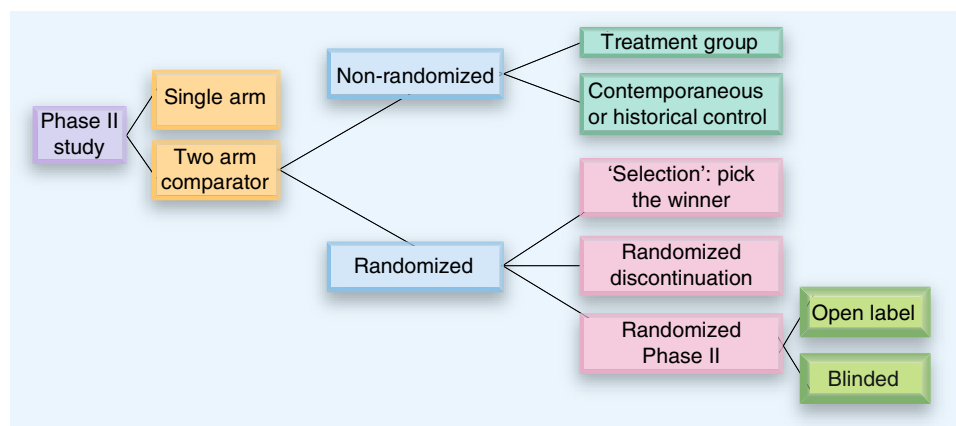 Phase II
study
Single arm
Two arm
comparator
Non-randomized
Randomized
Treatment group
Contemporaneous
or historical control
‘Selection’: pick
the winner
Randomized
discontinuation
Randomized
Phase II
Open label
Blinded